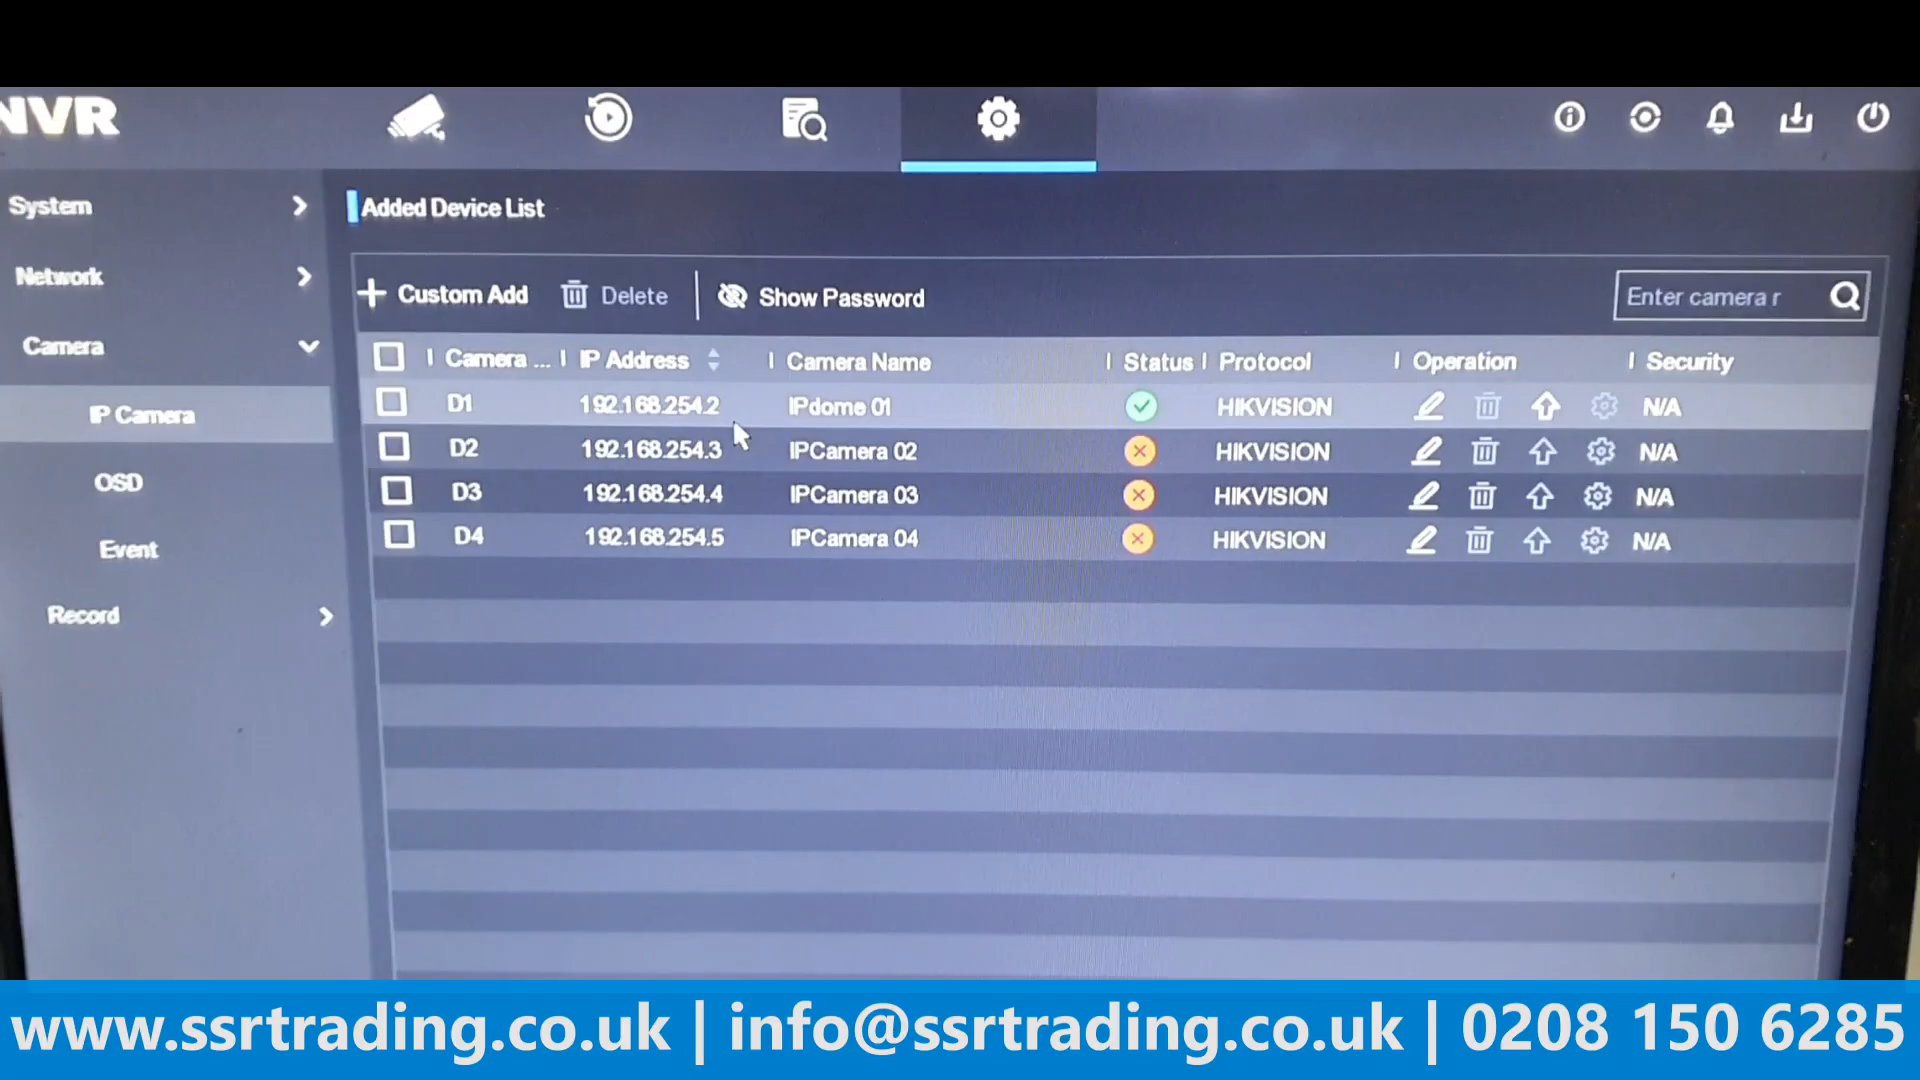 NVR
System
Network
Camera
IP Camera
OSD
Event
Record
Added Device List
Custom Add Delete Show Password Enter camera r
Camera ... IP Address Camera Name Status Protocol Operation Security
D1 192.168.254.2 IPdome 01 HIKVISION N/A
D2 192.168.254.3 IPCamera 02 HIKVISION N/A
D3 192.168.254.4 IPCamera 03 HIKVISION N/A
D4 192.168.254.5 IPCamera 04 HIKVISION N/A
www.ssrtrading.co.uk | info@ssrtrading.co.uk | 0208 150 6285